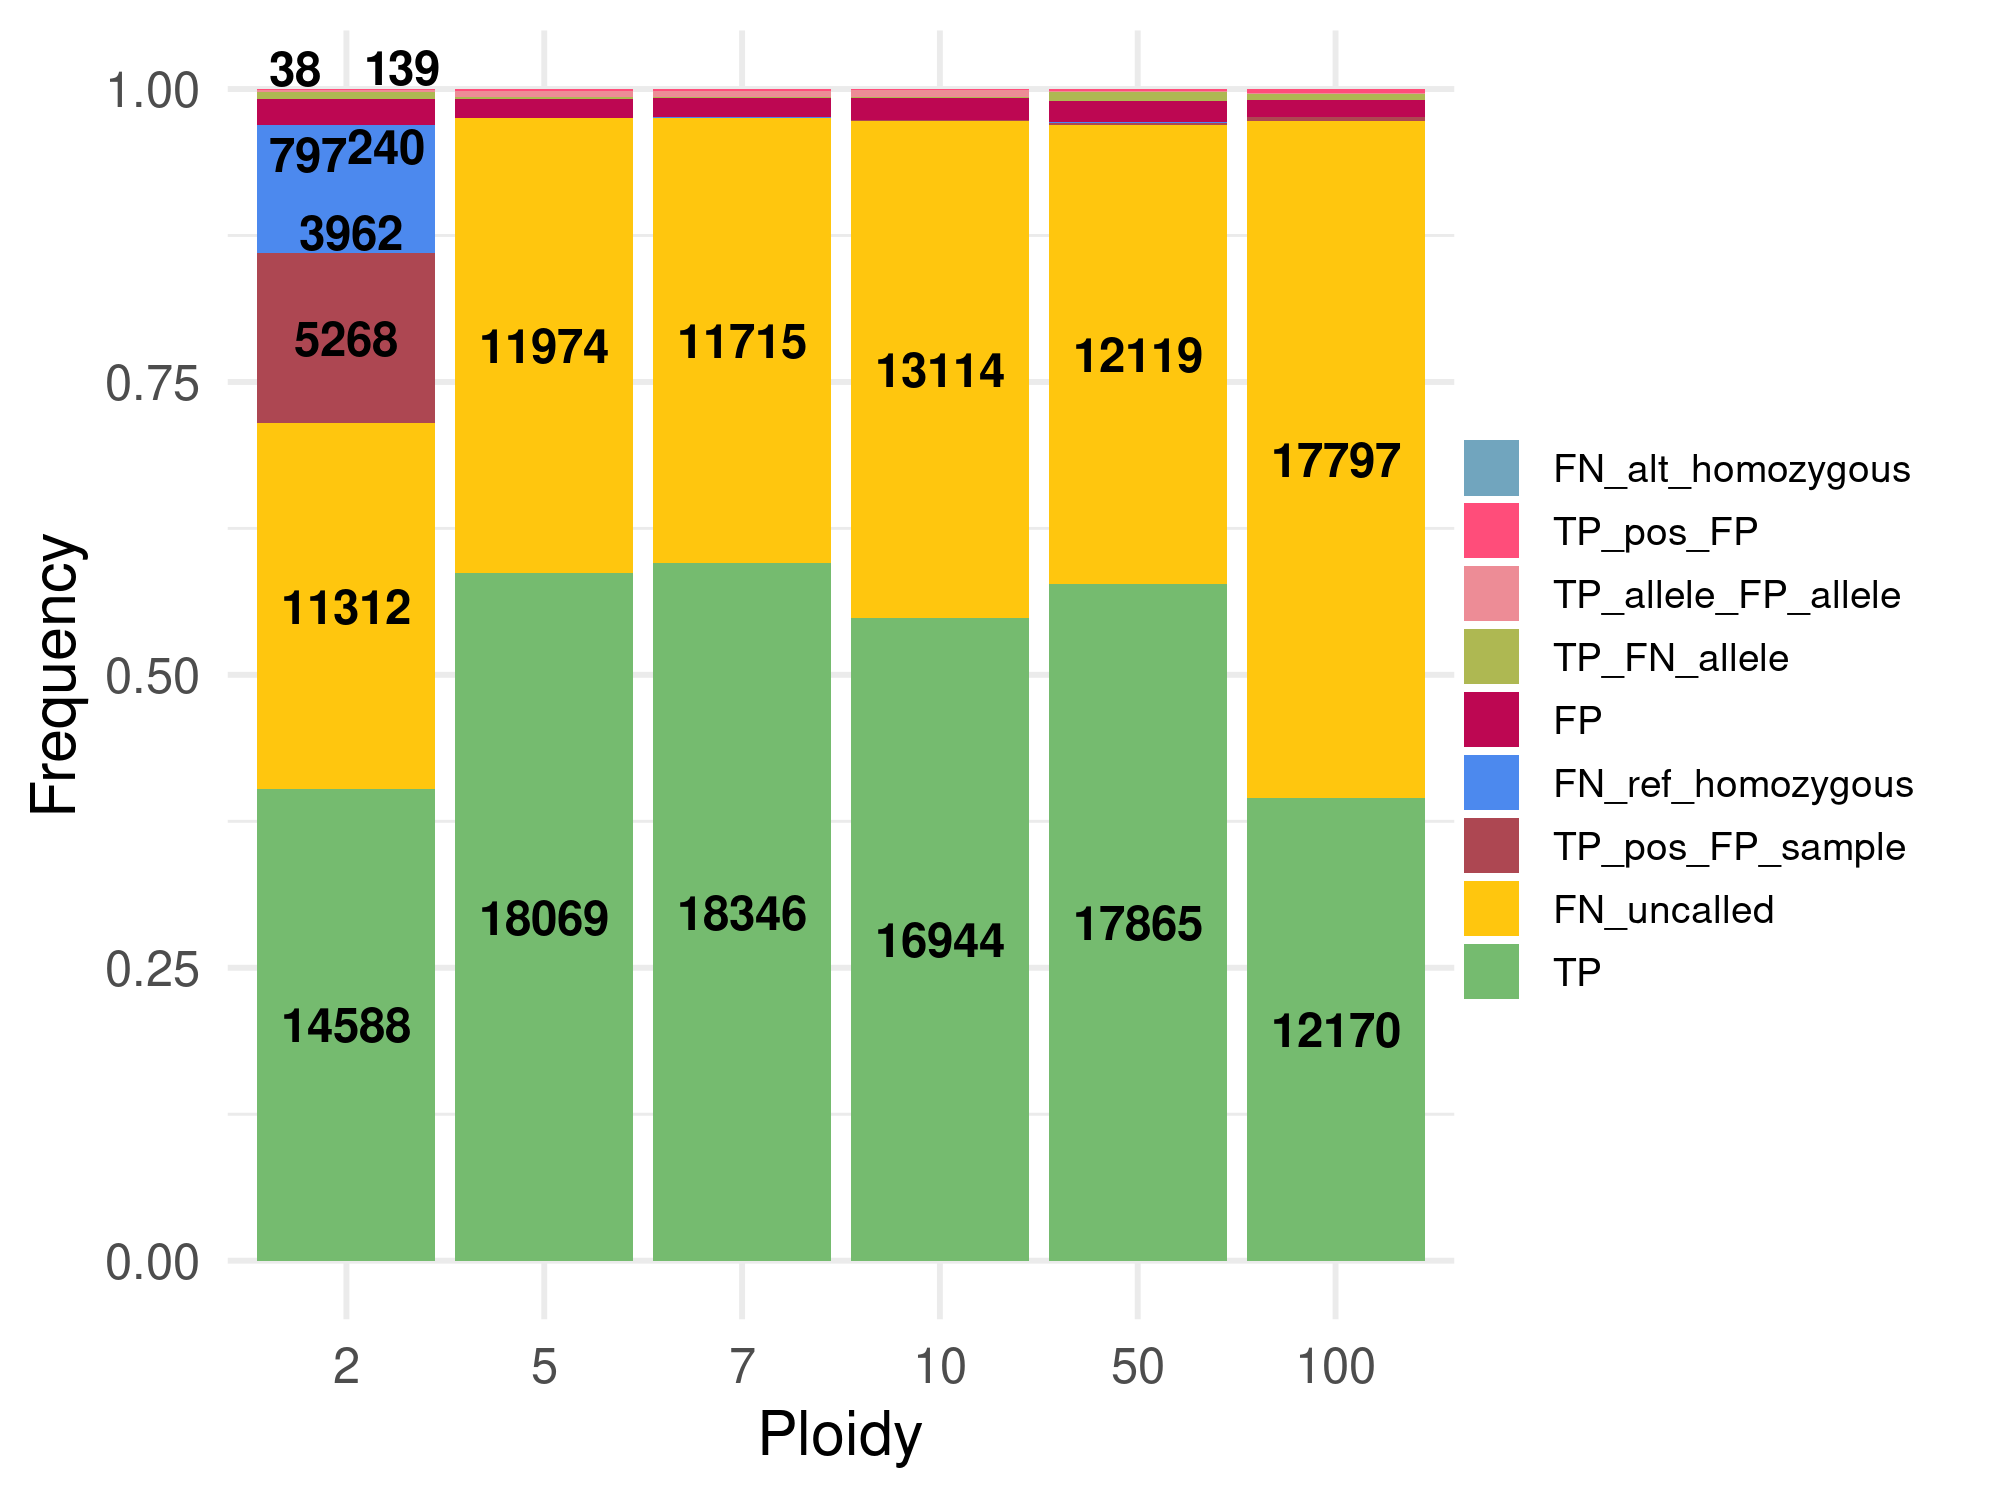 38 139
1.00
797 240
3962
5268
11974
11715
13114
12119
17797
0.75
11312
0.50
18069
18346
16944
17865
12170
14588
0.25
0.00
Frequency
2 5 7 10 50 100
Ploidy
FN_alt_homozygous
TP_pos_FP
TP_allele_FP_allele
TP_FN_allele
FP
FN_ref_homozygous
TP_pos_FP_sample
FN_uncalled
TP